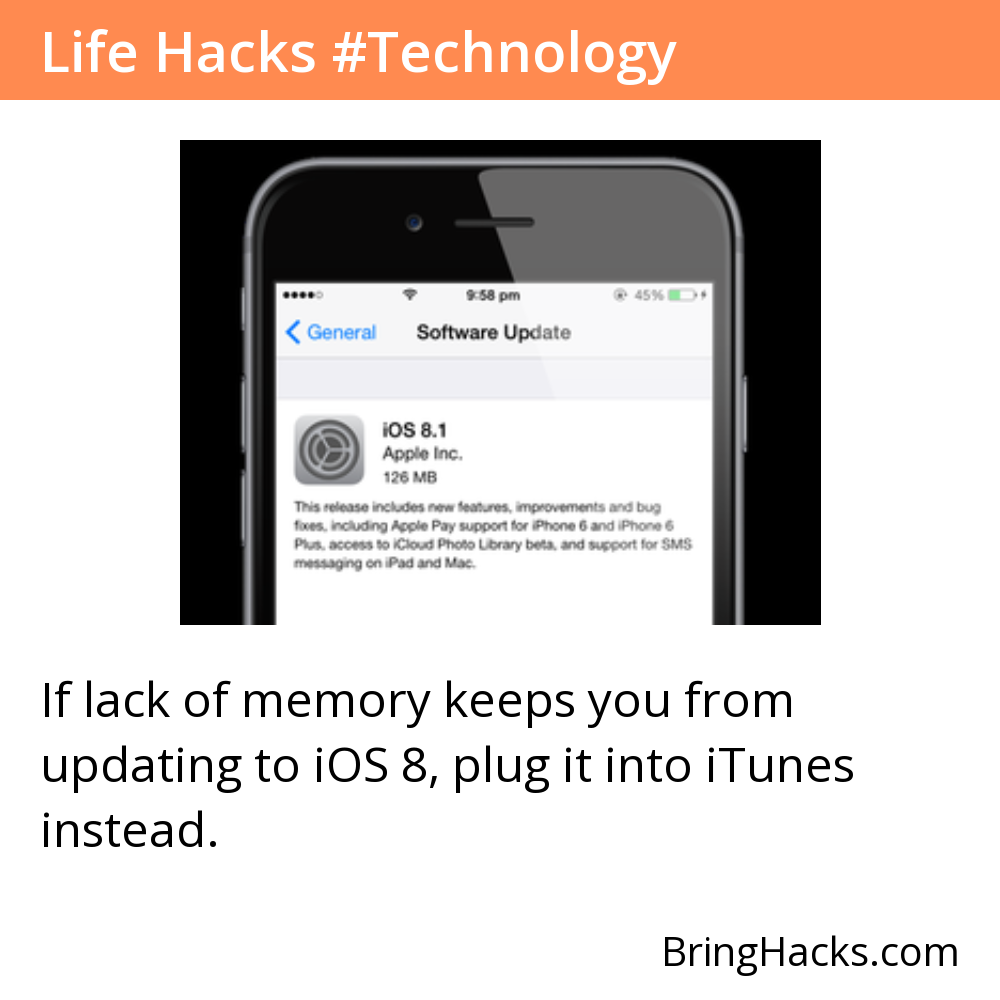 Life Hacks #Technology
9:58 pm
45%
General
Software Update
iOS 8.1
Apple Inc.
126 MB
This release includes new features, improvements and bug
fixes, including Apple Pay support for iPhone 6 and iPhone 6
Plus, access to iCloud Photo Library beta, and support for SMS
messaging on iPad and Mac.
If lack of memory keeps you from
updating to iOS 8, plug it into iTunes
instead.
BringHacks.com